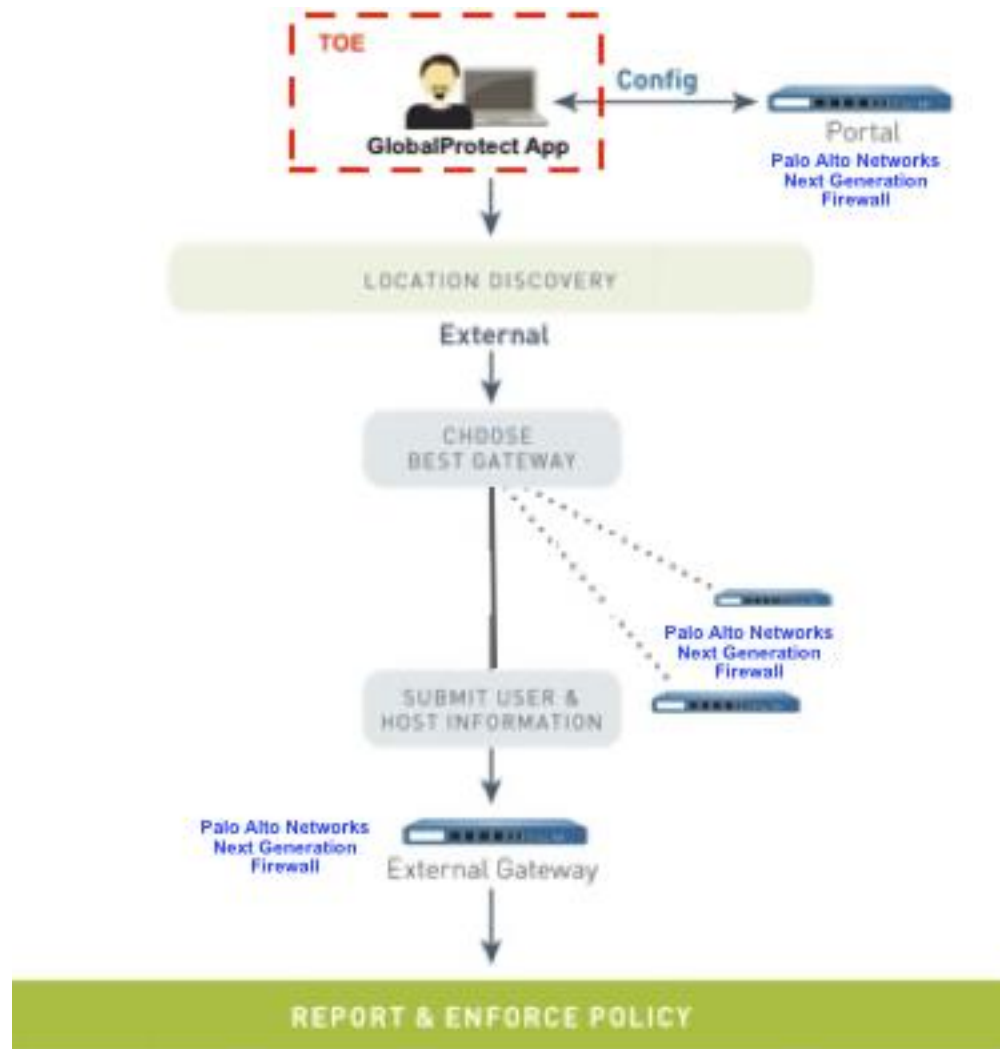 TOE
Config
GlobalProtect App
Portal
Palo Alto Networks
Next Generation
Firewall
LOCATION DISCOVERY
External
CHOOSE
BEST GATEWAY
Palo Alto Networks
Next Generation
Firewall
SUBMIT USER &
HOST INFORMATION
Palo Alto Networks
Next Generation
Firewall
External Gateway
REPORT & ENFORCE POLICY